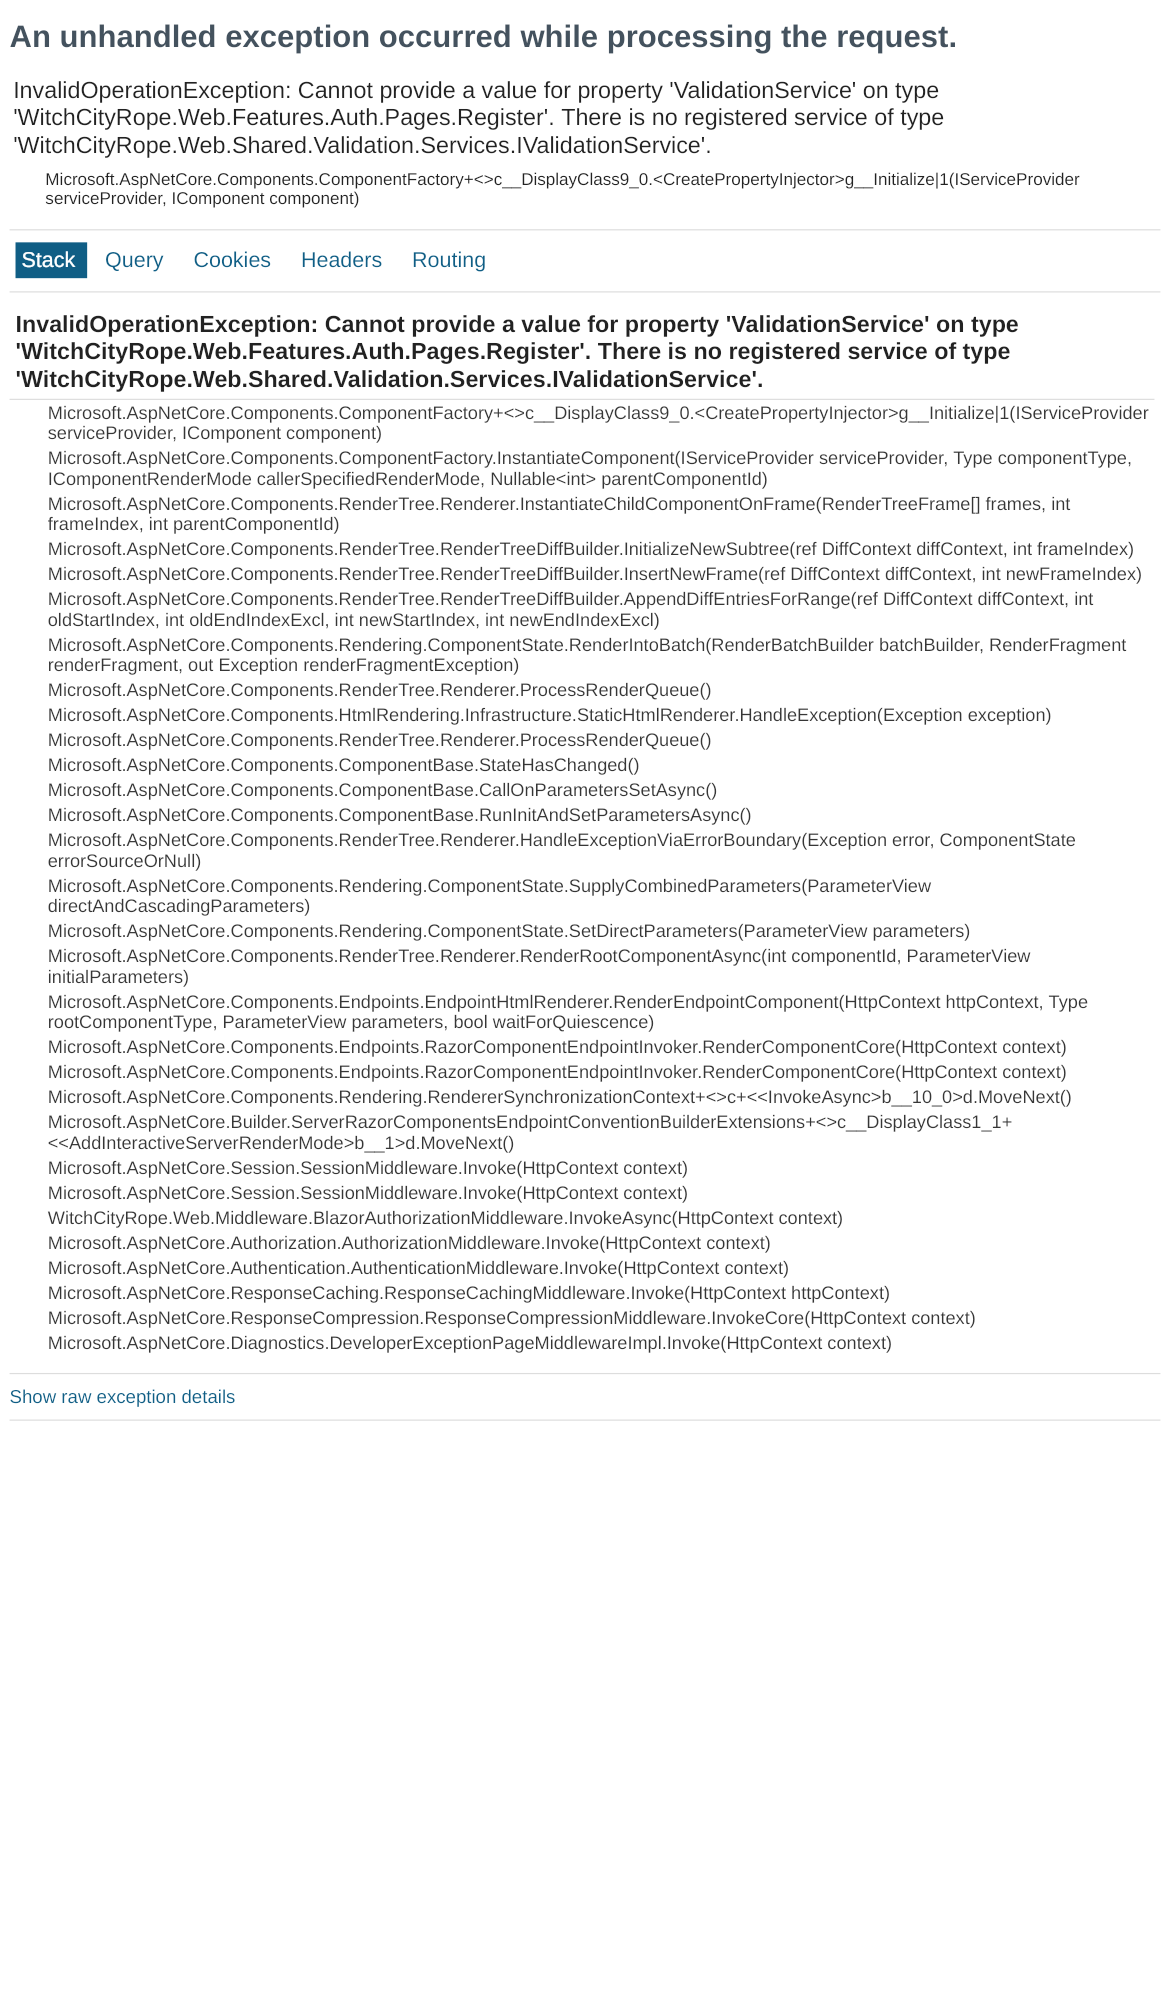 An unhandled exception occurred while processing the request.
InvalidOperationException: Cannot provide a value for property 'ValidationService' on type
'WitchCityRope.Web.Features.Auth.Pages.Register'. There is no registered service of type
'WitchCityRope.Web.Shared.Validation.Services.IValidationService'.
Microsoft.AspNetCore.Components.ComponentFactory+<>c__DisplayClass9_0.<CreatePropertyInjector>g__Initialize|1(IServiceProvider
serviceProvider, IComponent component)
Stack Query Cookies Headers Routing
InvalidOperationException: Cannot provide a value for property 'ValidationService' on type
'WitchCityRope.Web.Features.Auth.Pages.Register'. There is no registered service of type
'WitchCityRope.Web.Shared.Validation.Services.IValidationService'.
Microsoft.AspNetCore.Components.ComponentFactory+<>c__DisplayClass9_0.<CreatePropertyInjector>g__Initialize|1(IServiceProvider
serviceProvider, IComponent component)
Microsoft.AspNetCore.Components.ComponentFactory.InstantiateComponent(IServiceProvider serviceProvider, Type componentType,
IComponentRenderMode callerSpecifiedRenderMode, Nullable<int> parentComponentId)
Microsoft.AspNetCore.Components.RenderTree.Renderer.InstantiateChildComponentOnFrame(RenderTreeFrame[] frames, int
frameIndex, int parentComponentId)
Microsoft.AspNetCore.Components.RenderTree.RenderTreeDiffBuilder.InitializeNewSubtree(ref DiffContext diffContext, int frameIndex)
Microsoft.AspNetCore.Components.RenderTree.RenderTreeDiffBuilder.InsertNewFrame(ref DiffContext diffContext, int newFrameIndex)
Microsoft.AspNetCore.Components.RenderTree.RenderTreeDiffBuilder.AppendDiffEntriesForRange(ref DiffContext diffContext, int
oldStartIndex, int oldEndIndexExcl, int newStartIndex, int newEndIndexExcl)
Microsoft.AspNetCore.Components.Rendering.ComponentState.RenderIntoBatch(RenderBatchBuilder batchBuilder, RenderFragment
renderFragment, out Exception renderFragmentException)
Microsoft.AspNetCore.Components.RenderTree.Renderer.ProcessRenderQueue()
Microsoft.AspNetCore.Components.HtmlRendering.Infrastructure.StaticHtmlRenderer.HandleException(Exception exception)
Microsoft.AspNetCore.Components.RenderTree.Renderer.ProcessRenderQueue()
Microsoft.AspNetCore.Components.ComponentBase.StateHasChanged()
Microsoft.AspNetCore.Components.ComponentBase.CallOnParametersSetAsync()
Microsoft.AspNetCore.Components.ComponentBase.RunInitAndSetParametersAsync()
Microsoft.AspNetCore.Components.RenderTree.Renderer.HandleExceptionViaErrorBoundary(Exception error, ComponentState
errorSourceOrNull)
Microsoft.AspNetCore.Components.Rendering.ComponentState.SupplyCombinedParameters(ParameterView
directAndCascadingParameters)
Microsoft.AspNetCore.Components.Rendering.ComponentState.SetDirectParameters(ParameterView parameters)
Microsoft.AspNetCore.Components.RenderTree.Renderer.RenderRootComponentAsync(int componentId, ParameterView
initialParameters)
Microsoft.AspNetCore.Components.Endpoints.EndpointHtmlRenderer.RenderEndpointComponent(HttpContext httpContext, Type
rootComponentType, ParameterView parameters, bool waitForQuiescence)
Microsoft.AspNetCore.Components.Endpoints.RazorComponentEndpointInvoker.RenderComponentCore(HttpContext context)
Microsoft.AspNetCore.Components.Endpoints.RazorComponentEndpointInvoker.RenderComponentCore(HttpContext context)
Microsoft.AspNetCore.Components.Rendering.RendererSynchronizationContext+<>c+<<InvokeAsync>b__10_0>d.MoveNext()
Microsoft.AspNetCore.Builder.ServerRazorComponentsEndpointConventionBuilderExtensions+<>c__DisplayClass1_1+
<<AddInteractiveServerRenderMode>b__1>d.MoveNext()
Microsoft.AspNetCore.Session.SessionMiddleware.Invoke(HttpContext context)
Microsoft.AspNetCore.Session.SessionMiddleware.Invoke(HttpContext context)
WitchCityRope.Web.Middleware.BlazorAuthorizationMiddleware.InvokeAsync(HttpContext context)
Microsoft.AspNetCore.Authorization.AuthorizationMiddleware.Invoke(HttpContext context)
Microsoft.AspNetCore.Authentication.AuthenticationMiddleware.Invoke(HttpContext context)
Microsoft.AspNetCore.ResponseCaching.ResponseCachingMiddleware.Invoke(HttpContext httpContext)
Microsoft.AspNetCore.ResponseCompression.ResponseCompressionMiddleware.InvokeCore(HttpContext context)
Microsoft.AspNetCore.Diagnostics.DeveloperExceptionPageMiddlewareImpl.Invoke(HttpContext context)
Show raw exception details